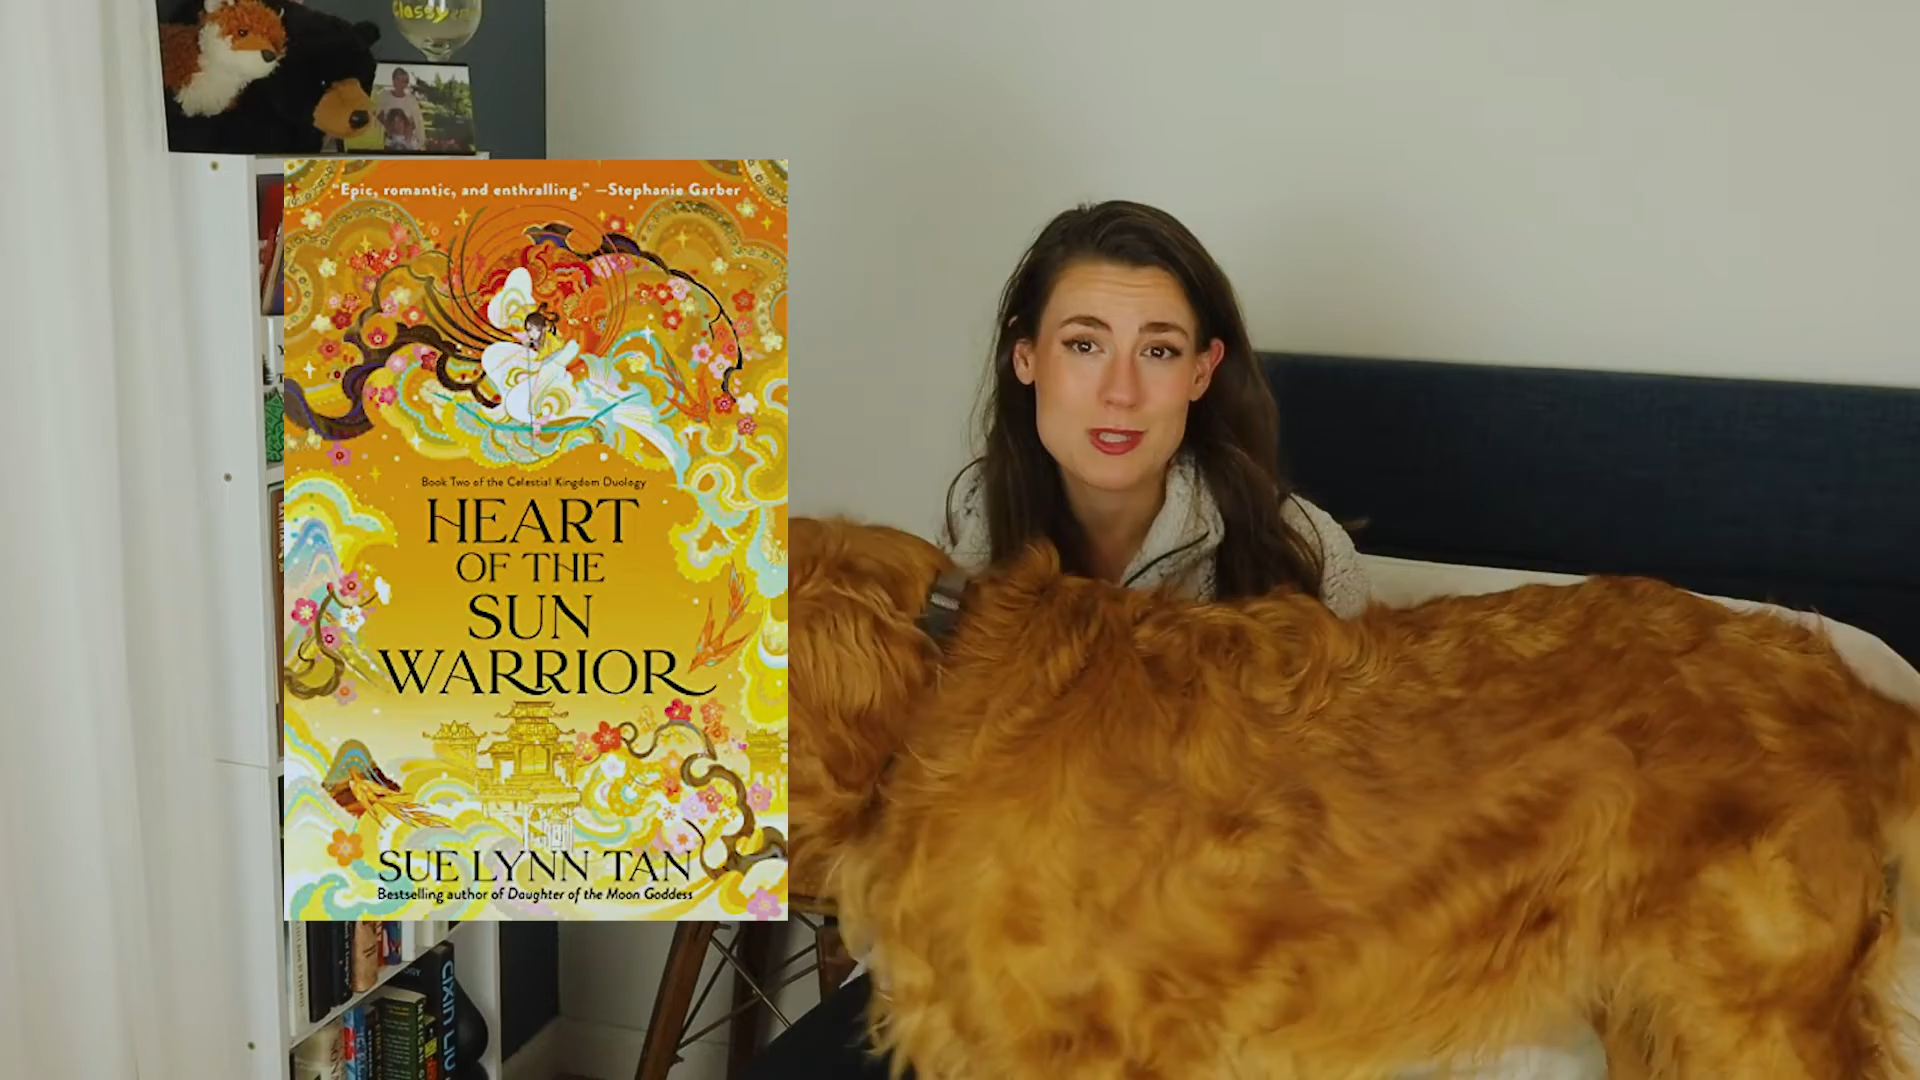 Classy
"Epic, romantic, and enthralling." —Stephanie Garber
Book Two of the Celestial Kingdom Duology
HEART
OF THE
SUN
WARRIOR
SUE LYNN TAN
Bestselling author of Daughter of the Moon Goddess
CIXIN LIU